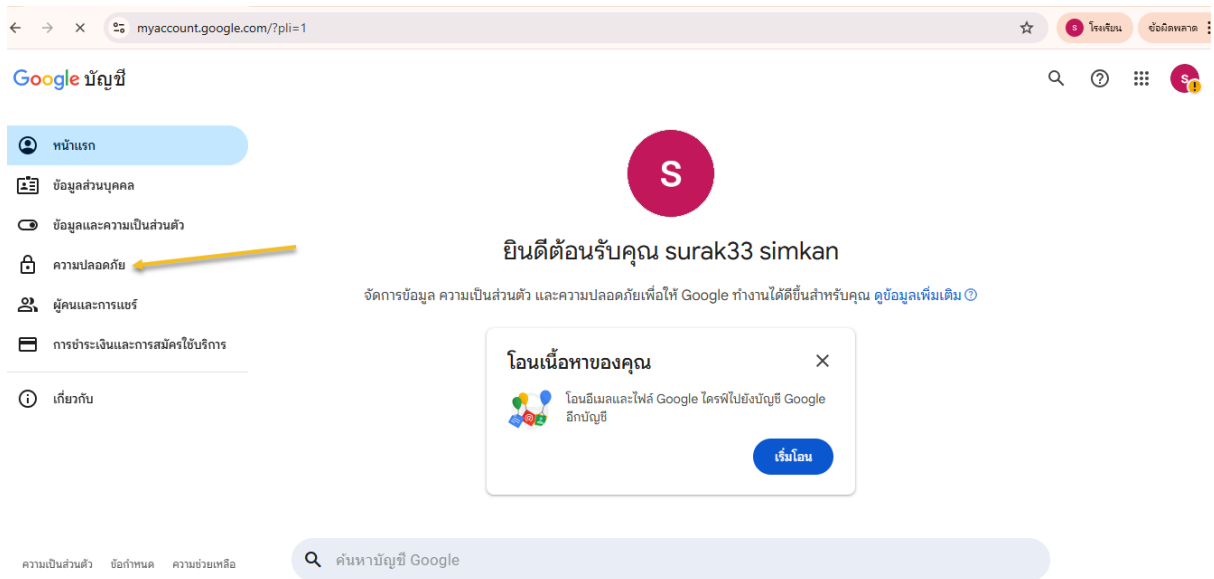 myaccount.google.com/?pli=1
S โรงเรียน
ข้อผิดพลาด
Google บัญชี
S
หน้าแรก
ข้อมูลส่วนบุคคล
ข้อมูลและความเป็นส่วนตัว
ความปลอดภัย
ผู้คนและการแชร์
การชำระเงินและการสมัครใช้บริการ
เกี่ยวกับ
S
ยินดีต้อนรับคุณ surak33 simkan
จัดการข้อมูล ความเป็นส่วนตัว และความปลอดภัยเพื่อให้ Google ทำงานได้ดีขึ้นสำหรับคุณ ดูข้อมูลเพิ่มเติม
โอนเนื้อหาของคุณ
โอนอีเมลและไฟล์ Google ไดรฟ์ไปยังบัญชี Google
อีกบัญชี
เริ่มโอน
ความเป็นส่วนตัว ข้อกำหนด ความช่วยเหลือ
ค้นหาบัญชี Google